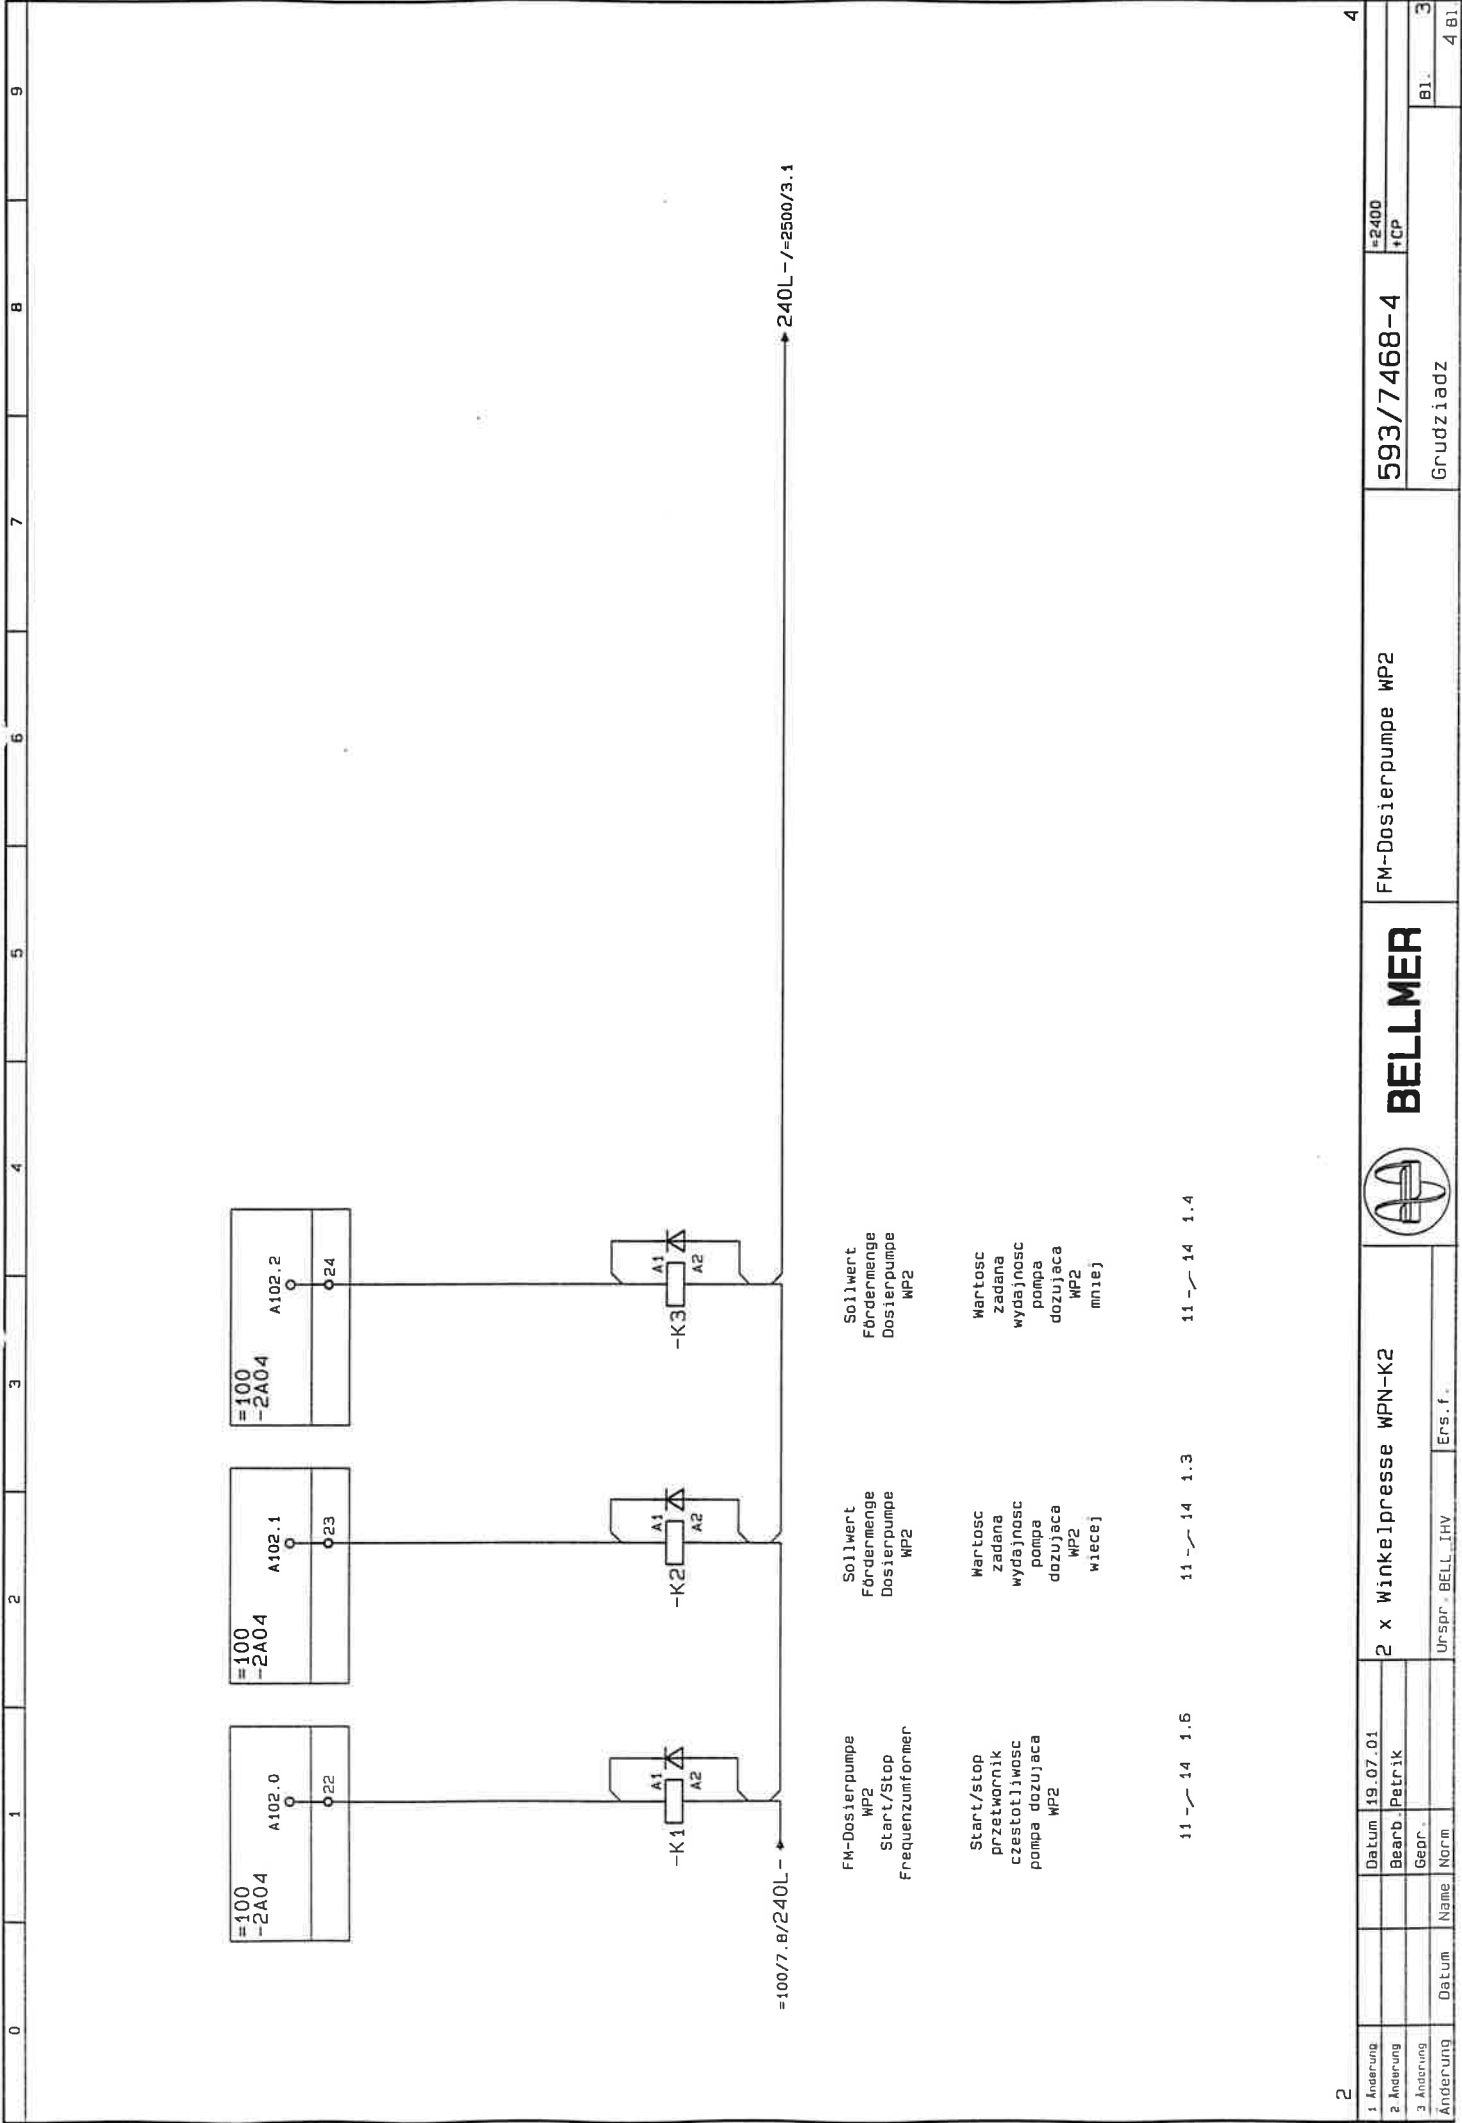 0 1 2 3 4 5 6 7 8 9
=100
-2A04
A102.0
22
=100
-2A04
A102.1
23
=100
-2A04
A102.2
24
-K1
A1
A2
-K2
A1
A2
-K3
A1
A2
=100/7.8/240L-
240L-/=2500/3.1
FM-Dosierpumpe
WP2
Start/Stop
Frequenzumformer
Sollwert
Fördermenge
Dosierpumpe
WP2
Sollwert
Fördermenge
Dosierpumpe
WP2
Start/stop
przetwornik
czestotliwosc
pompa dozujaca
WP2
Wartosc
zadana
wydajnosc
pompa
dozujaca
WP2
wiecej
Wartosc
zadana
wydajnosc
pompa
dozujaca
WP2
mniej
11 14 1.6
11 14 1.3
11 14 1.4
2
4
1 Änderung
2 Änderung
3 Änderung
Änderung Datum Name
Datum 19.07.01
Bearb. Petrik
Gepr.
Norm
2 x Winkelpresse WPN-K2
Urspr. BELL_IHV
Ers.f.
BELLMER
FM-Dosierpumpe WP2
593/7468-4
=2400
+CP
Grudziadz
Bl. 3
4 Bl.